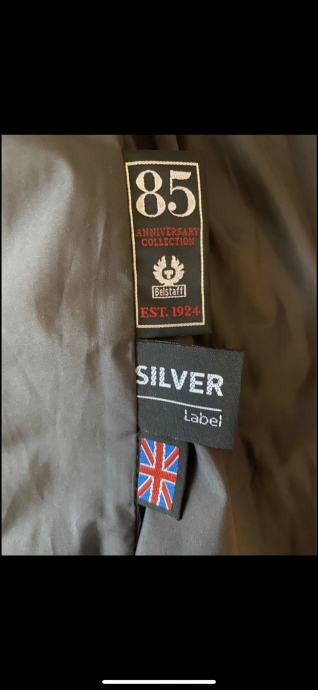 85
ANNIVERSARY
COLLECTION
Belstaff
EST. 1924
SILVER
Label